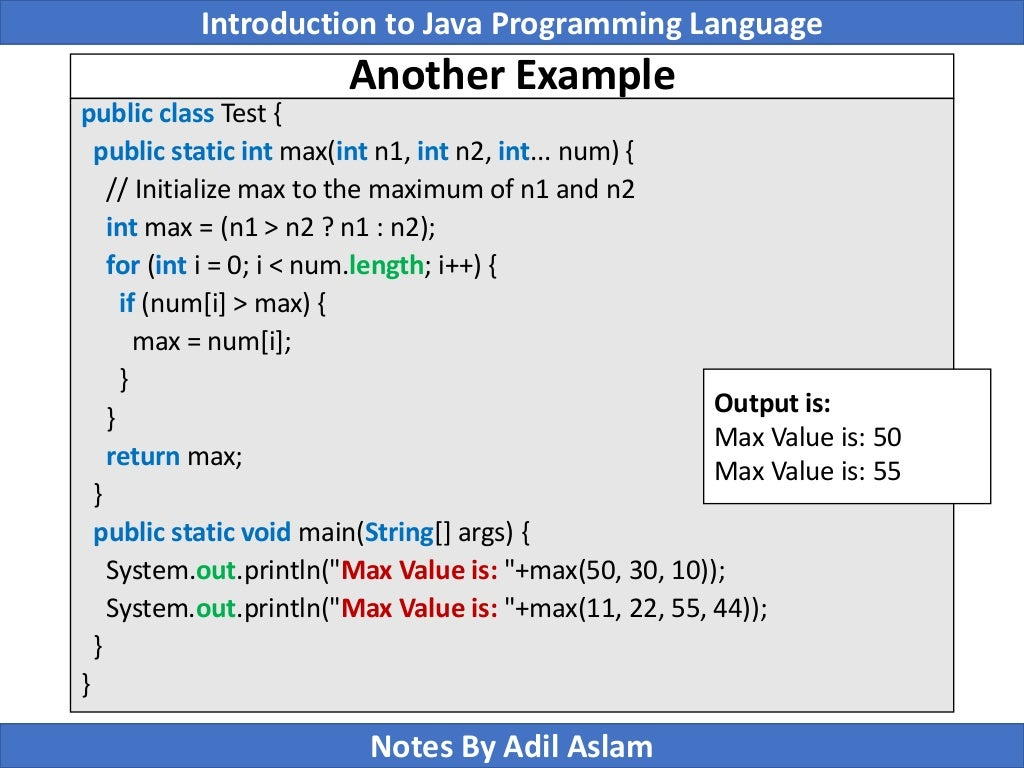 Introduction to Java Programming Language
Another Example
public class Test {
public static int max(int n1, int n2, int... num) {
// Initialize max to the maximum of n1 and n2
int max = (n1 > n2 ? n1 : n2);
for (int i = 0; i < num.length; i++) {
if (num[i] > max) {
max = num[i];
}
}
return max;
}
public static void main(String[] args) {
System.out.println("Max Value is: "+max(50, 30, 10));
System.out.println("Max Value is: "+max(11, 22, 55, 44));
}
}
Output is:
Max Value is: 50
Max Value is: 55
Notes By Adil Aslam